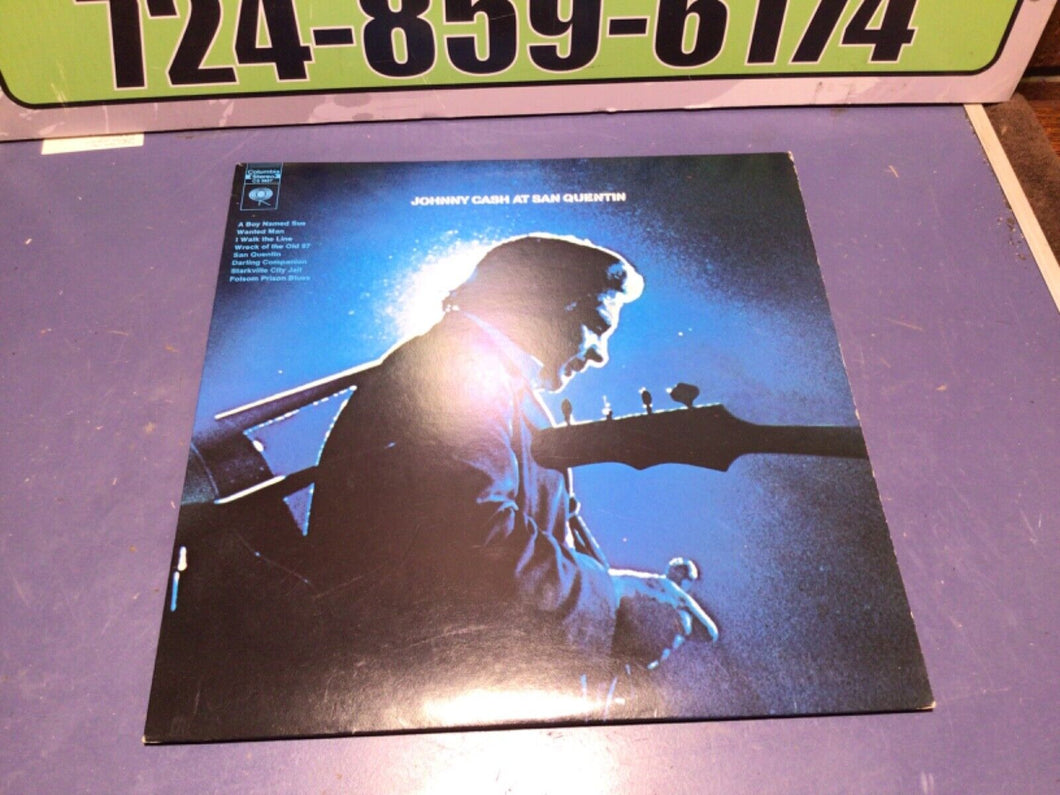 724-859-6174
Columbia
Stereo
JOHNNY CASH AT SAN QUENTIN
A Boy Named Sue
Wanted Man
I Walk the Line
Wreck of the Old 97
San Quentin
Darling Companion
Starkville City Jail
Folsom Prison Blues